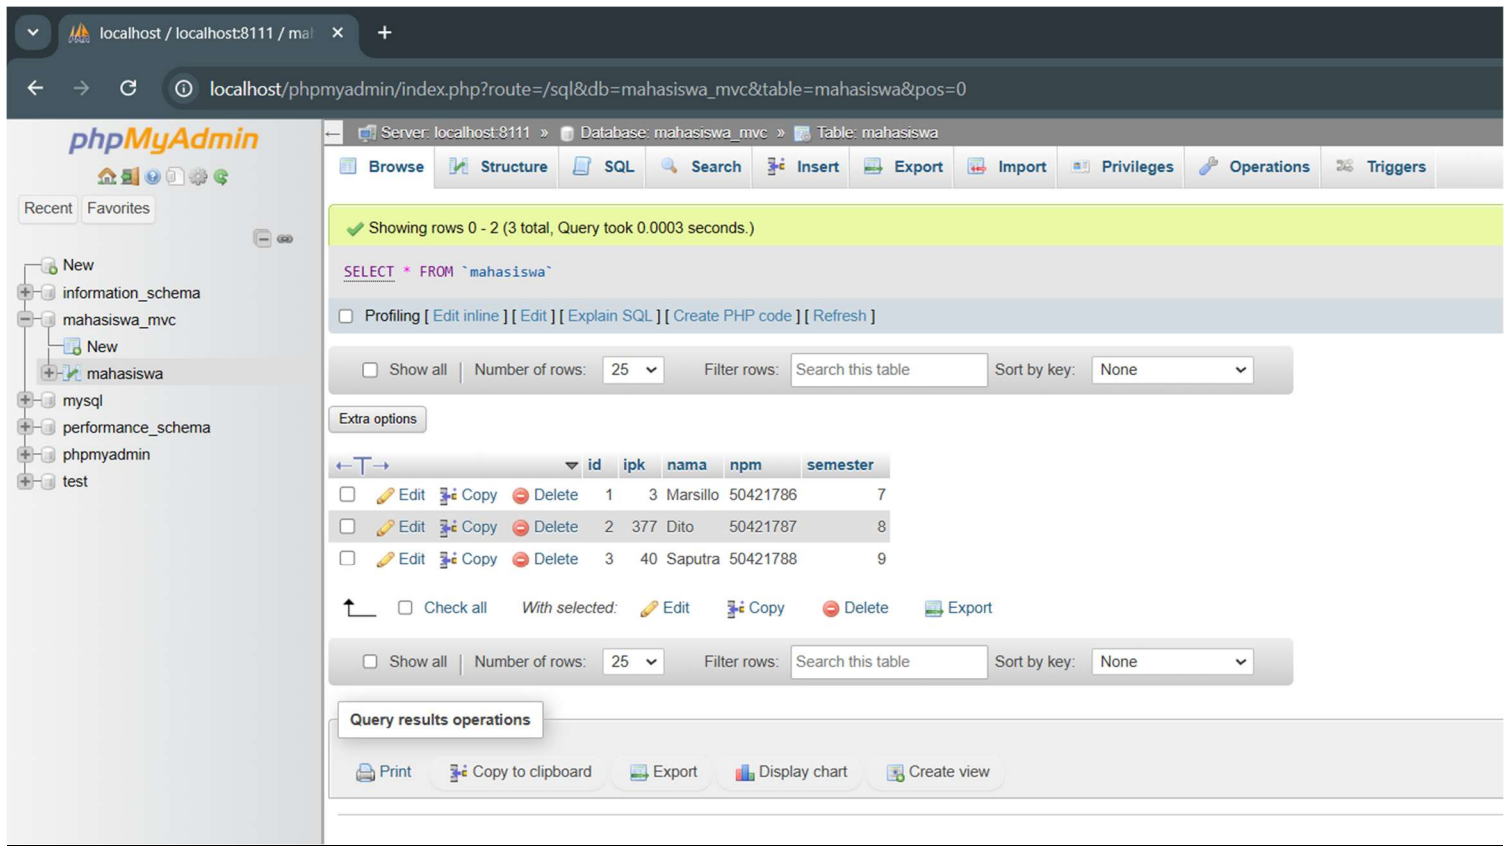 localhost / localhost:8111 / mah
localhost/phpmyadmin/index.php?route=/sql&db=mahasiswa_mvc&table=mahasiswa&pos=0
phpMyAdmin
Recent Favorites
New
information_schema
mahasiswa_mvc
New
mahasiswa
mysql
performance_schema
phpmyadmin
test
Server: localhost:8111 » Database: mahasiswa_mvc » Table: mahasiswa
Browse Structure SQL Search Insert Export Import Privileges Operations Triggers
Showing rows 0 - 2 (3 total, Query took 0.0003 seconds.)
SELECT * FROM `mahasiswa`
Profiling [ Edit inline ] [ Edit ] [ Explain SQL ] [ Create PHP code ] [ Refresh ]
Show all | Number of rows: 25 Filter rows: Search this table Sort by key: None
Extra options
←T→ id ipk nama npm semester
Edit Copy Delete 1 3 Marsillo 50421786 7
Edit Copy Delete 2 377 Dito 50421787 8
Edit Copy Delete 3 40 Saputra 50421788 9
Check all With selected: Edit Copy Delete Export
Show all | Number of rows: 25 Filter rows: Search this table Sort by key: None
Query results operations
Print Copy to clipboard Export Display chart Create view